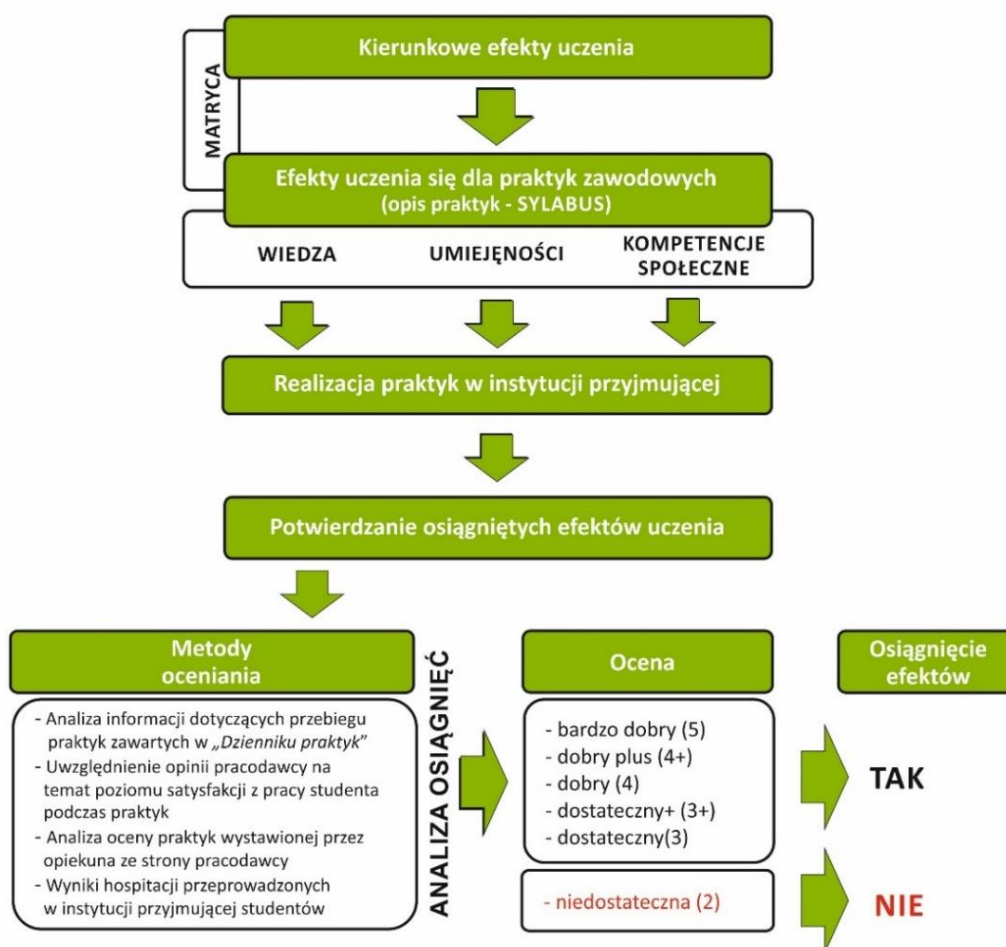 Kierunkowe efekty uczenia
MATRYCA
Efekty uczenia się dla praktyk zawodowych
(opis praktyk - SYLABUS)
WIEDZA
UMIEJĘNOŚCI
KOMPETENCJE
SPOŁECZNE
Realizacja praktyk w instytucji przyjmującej
Potwierdzanie osiągniętych efektów uczenia
Metody
oceniania
- Analiza informacji dotyczących przebiegu
praktyk zawartych w „Dzienniku praktyk”
- Uwzględnienie opinii pracodawcy na
temat poziomu satysfakcji z pracy studenta
podczas praktyk
- Analiza oceny praktyk wystawionej przez
opiekuna ze strony pracodawcy
- Wyniki hospitacji przeprowadzonych
w instytucji przyjmującej studentów
ANALIZA OSIĄGNIĘĆ
Ocena
- bardzo dobry (5)
- dobry plus (4+)
- dobry (4)
- dostateczny+ (3+)
- dostateczny(3)
- niedostateczna (2)
Osiągnięcie
efektów
TAK
NIE